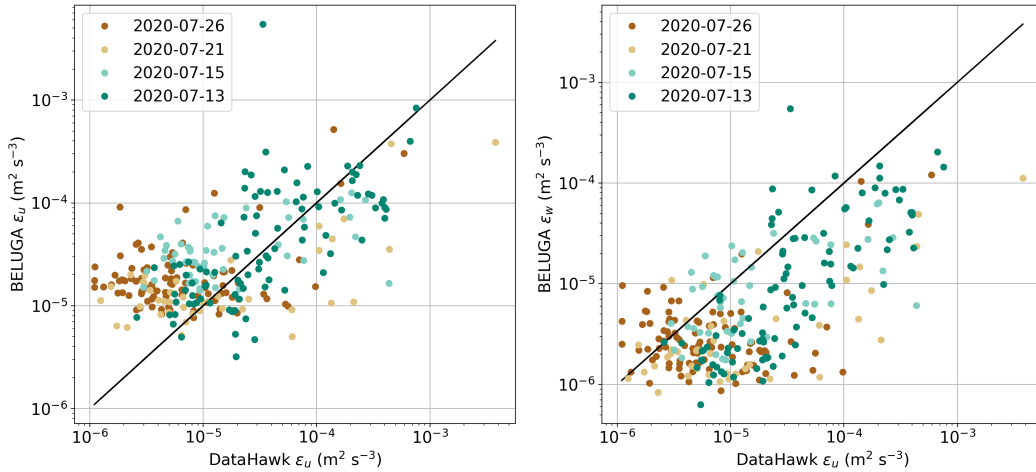 2020-07-26
2020-07-21
2020-07-15
2020-07-13
10⁻³
10⁻⁴
10⁻⁵
10⁻⁶
BELUGA εᵤ (m² s⁻³)
10⁻⁶ 10⁻⁵ 10⁻⁴ 10⁻³
DataHawk εᵤ (m² s⁻³)
2020-07-26
2020-07-21
2020-07-15
2020-07-13
10⁻³
10⁻⁴
10⁻⁵
10⁻⁶
BELUGA ε_w (m² s⁻³)
10⁻⁶ 10⁻⁵ 10⁻⁴ 10⁻³
DataHawk εᵤ (m² s⁻³)